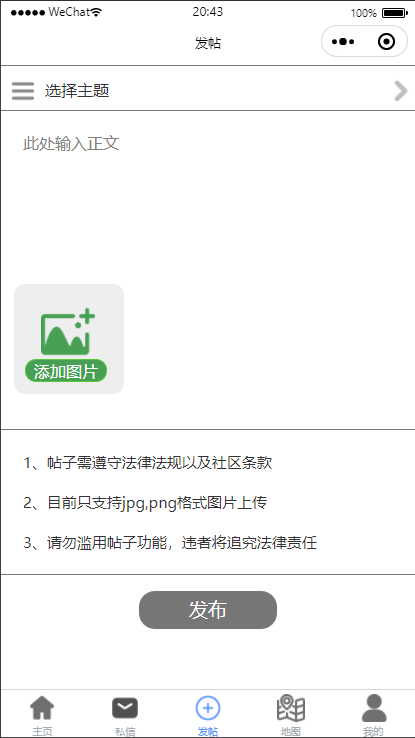 WeChat 20:43 100%
发帖
选择主题
此处输入正文
添加图片
1、帖子需遵守法律法规以及社区条款
2、目前只支持jpg,png格式图片上传
3、请勿滥用帖子功能，违者将追究法律责任
发布
主页 私信 发帖 地图 我的